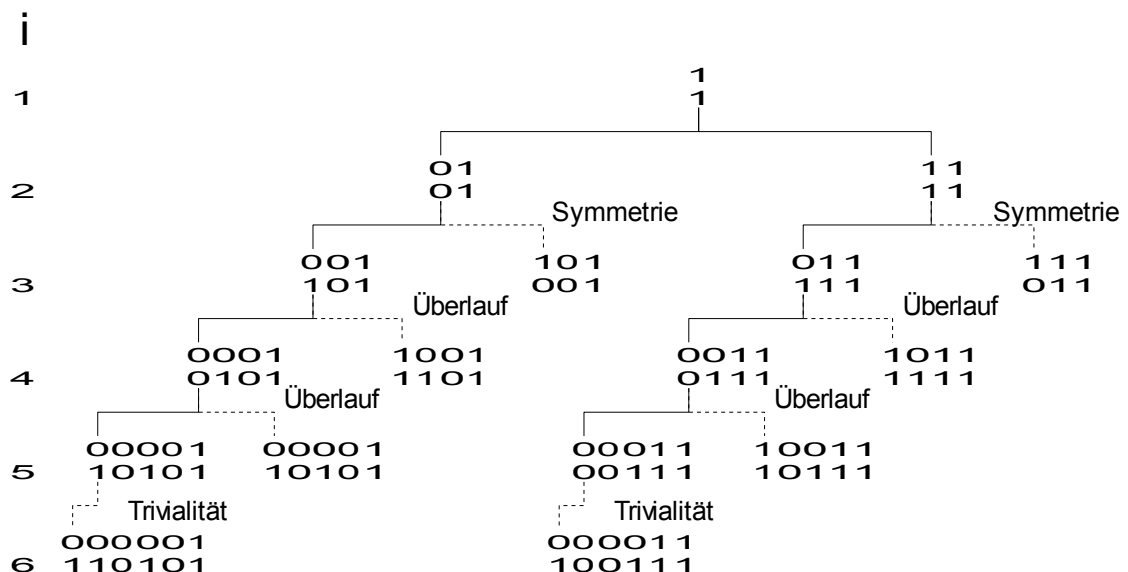 i
1
1
1
01 11
2 01 11
Symmetrie Symmetrie
001 101 011 111
3 101 001 111 011
Überlauf Überlauf
0001 1001 0011 1011
4 0101 1101 0111 1111
Überlauf Überlauf
00001 00001 00011 10011
5 10101 10101 00111 10111
Trivialität Trivialität
000001 000011
6 110101 100111